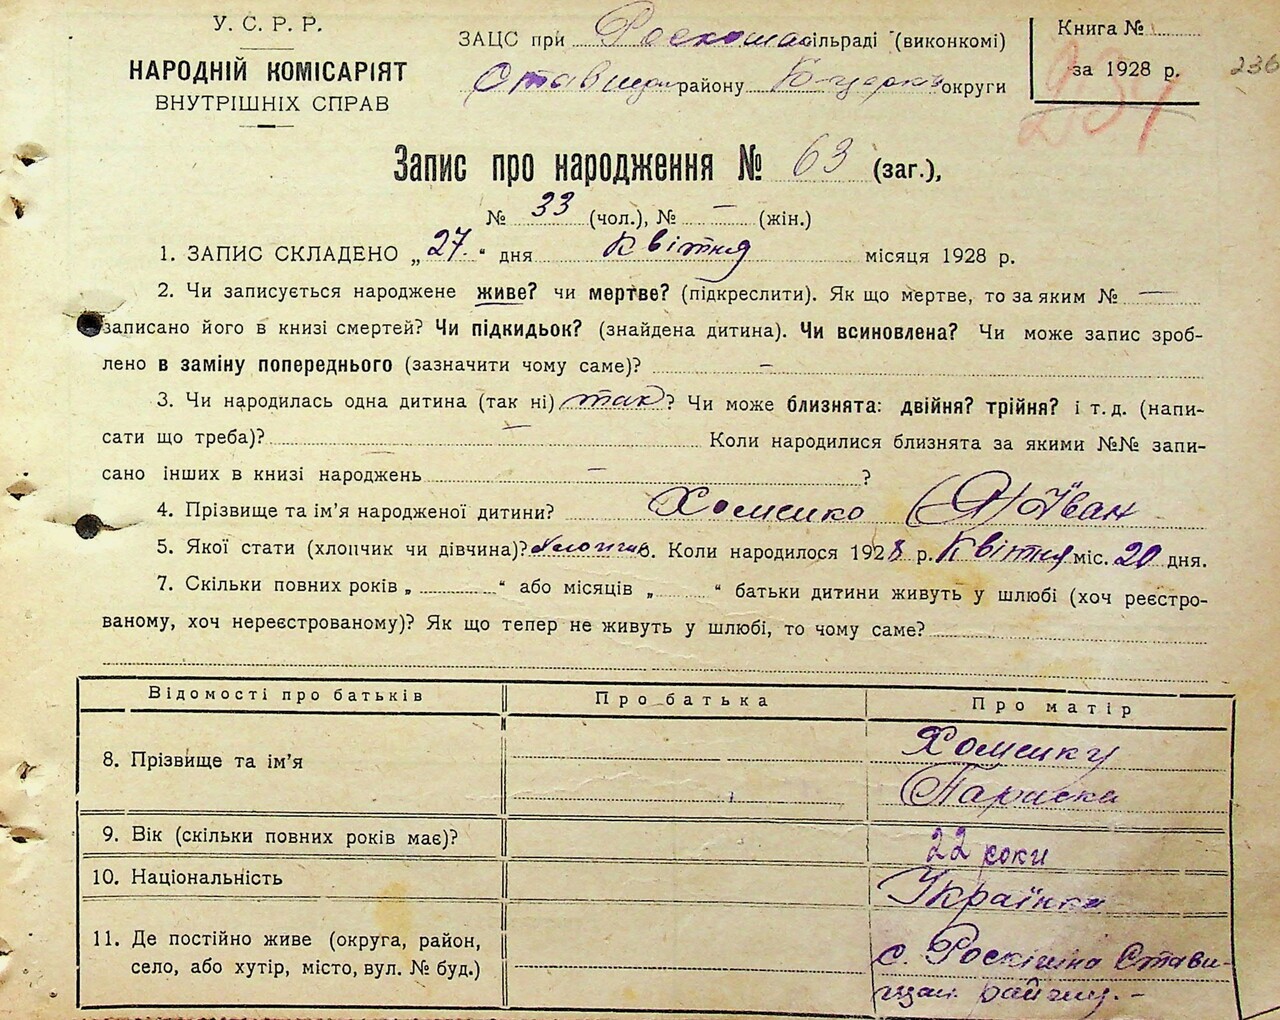 У. С. Р. Р.
НАРОДНІЙ КОМІСАРІЯТ
ВНУТРІШНІХ СПРАВ
ЗАЦС при Роскоша сільраді (виконкомі)
Ставищан району Б-церків округи
Книга №
за 1928 р.
236
234
Запис про народження № 63 (заг.),
№ 33 (чол.), № — (жін.)
1. ЗАПИС СКЛАДЕНО „27." дня Квітня місяця 1928 р.
2. Чи записується народжене живе? чи мертве? (підкреслити). Як що мертве, то за яким № —
записано його в книзі смертей? Чи підкидьок? (знайдена дитина). Чи всиновлена? Чи може запис зроб-
лено в заміну попереднього (зазначити чому саме)? —
3. Чи народилась одна дитина (так ні) так? Чи може близнята: двійня? трійня? і т. д. (напи-
сати що треба)? — Коли народилися близнята за якими №№ запи-
сано інших в книзі народжень — ?
4. Прізвище та ім'я народженої дитини? Хоменко (Я) Іван
5. Якої стати (хлопчик чи дівчина)? Хлопчик. Коли народилося 1928 р. Квітня міс. 20 дня.
7. Скільки повних років „ " або місяців „ " батьки дитини живуть у шлюбі (хоч реєстро-
ваному, хоч нереєстрованому)? Як що тепер не живуть у шлюбі, то чому саме?
Відомості про батьків Про батька Про матір
8. Прізвище та ім'я Хоменко
Параска
9. Вік (скільки повних років має)? 22 роки
10. Національність Українка
11. Де постійно живе (округа, район,
село, або хутір, місто, вул. № буд.)
с. Роскішна Стави-
щан. району. -